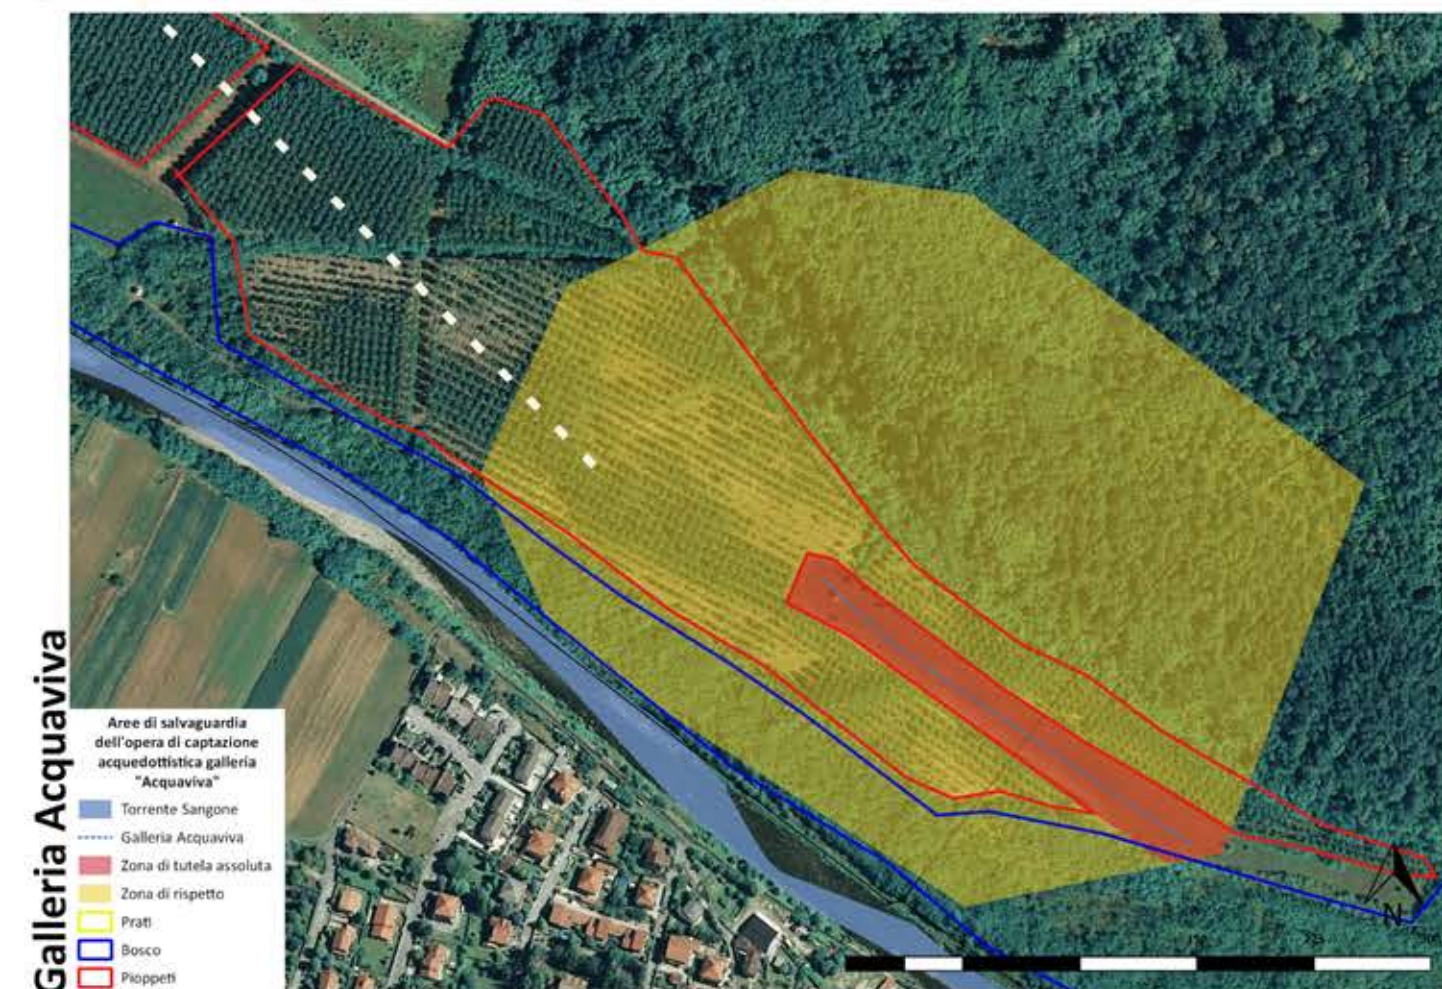 Galleria Acquaviva
Aree di salvaguardia
dell'opera di captazione
acquedottistica galleria
"Acquaviva"
Torrente Sangone
Galleria Acquaviva
Zona di tutela assoluta
Zona di rispetto
Prati
Bosco
Pioppeti
N